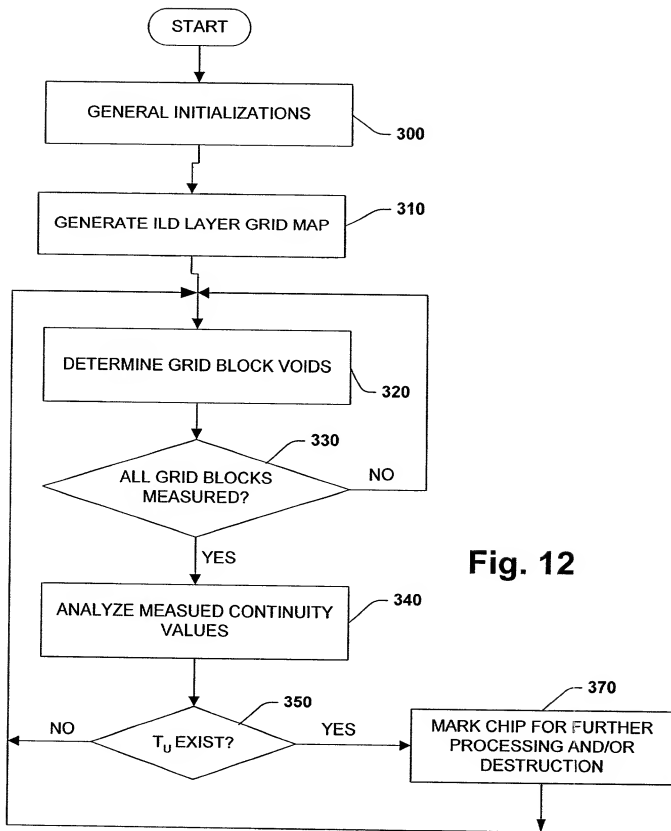 START
GENERAL INITIALIZATIONS
300
GENERATE ILD LAYER GRID MAP
310
DETERMINE GRID BLOCK VOIDS
320
330
ALL GRID BLOCKS
MEASURED?
NO
YES
Fig. 12
ANALYZE MEASUED CONTINUITY
VALUES
340
350
NO
TU EXIST?
YES
370
MARK CHIP FOR FURTHER
PROCESSING AND/OR
DESTRUCTION